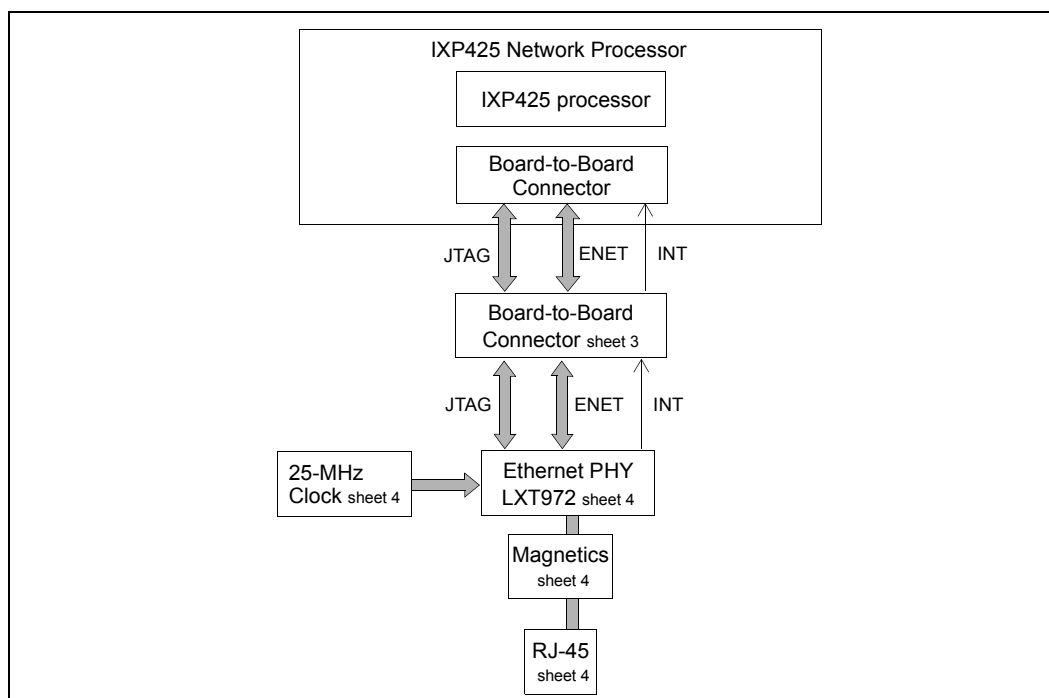 IXP425 Network Processor
IXP425 processor
Board-to-Board
Connector
JTAG ENET INT
Board-to-Board
Connector sheet 3
JTAG ENET INT
25-MHz
Clock sheet 4
Ethernet PHY
LXT972 sheet 4
Magnetics
sheet 4
RJ-45
sheet 4